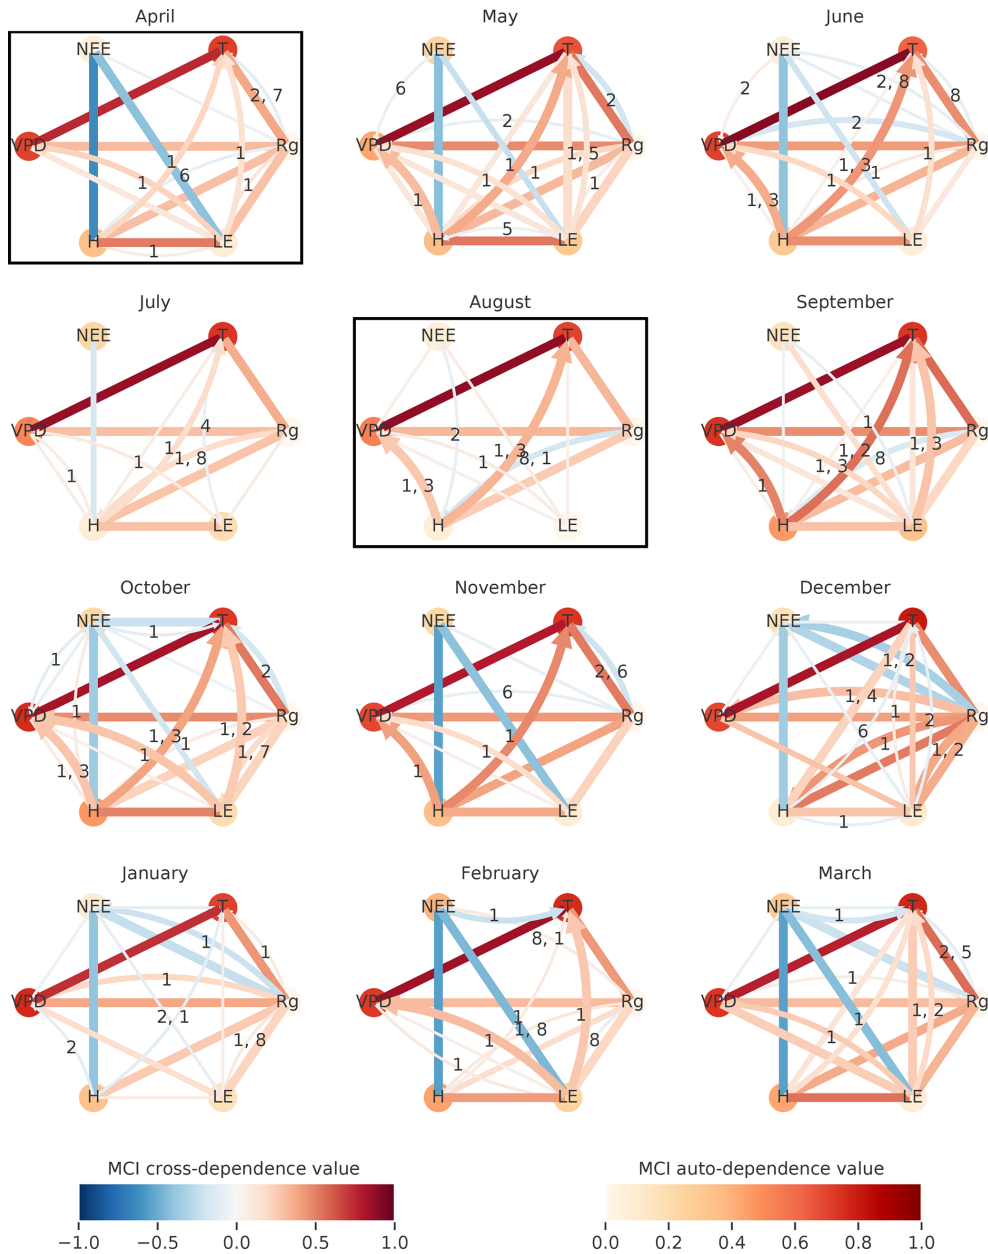 April
May
June
NEE
T
VPD
Rg
H
LE
2, 7
1
1
6
1
1
1
NEE
T
VPD
Rg
H
LE
6
2
2
1
1, 5
1
1
1
1
5
NEE
T
VPD
Rg
H
LE
2
2, 8
8
2
1
1, 3
1
1
1, 3
July
August
September
NEE
T
VPD
Rg
H
LE
4
1
1, 8
1
1
NEE
T
VPD
Rg
H
LE
2
1, 3
8, 1
1
1, 3
NEE
T
VPD
Rg
H
LE
1
1, 2
1, 3
8
1, 3
1
October
November
December
NEE
T
VPD
Rg
H
LE
1
1
2
1
1, 2
1, 3
1
1
1, 7
1, 3
NEE
T
VPD
Rg
H
LE
2, 6
6
1
1
1
NEE
T
VPD
Rg
H
LE
1, 2
1, 4
1
2
6
1
1, 2
1
January
February
March
NEE
T
VPD
Rg
H
LE
1
1
1
2, 1
2
1, 8
NEE
T
VPD
Rg
H
LE
1
8, 1
1
1
1, 8
1
8
1
NEE
T
VPD
Rg
H
LE
1
2, 5
1
1, 2
1
1
MCI cross-dependence value
MCI auto-dependence value
−1.0 −0.5 0.0 0.5 1.0
0.0 0.2 0.4 0.6 0.8 1.0